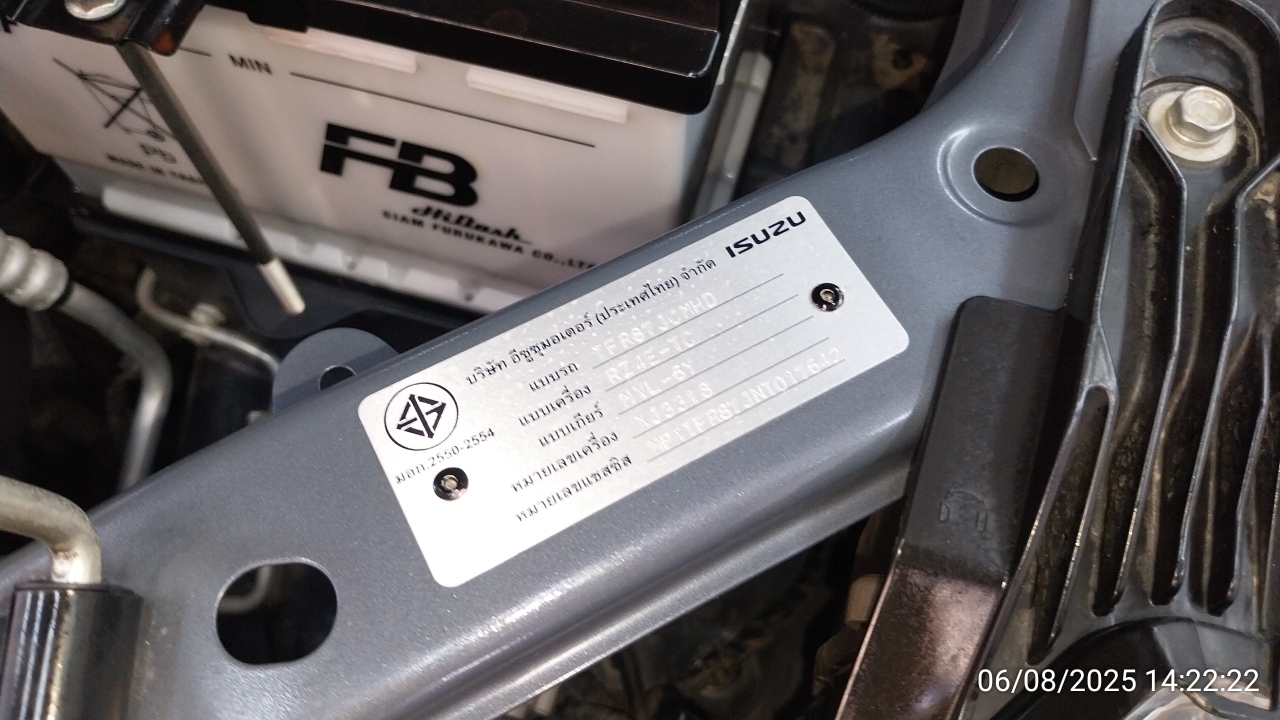 MIN
Pb
FB
HiDash
SIAM FURUKAWA CO.,LT
ISUZU
บริษัท อีซูซุมอเตอร์ (ประเทศไทย) จำกัด
แบบรถ TFR87JCMHD
แบบเครื่อง RZ4E-TC
แบบเกียร์ MXL-6Y
หมายเลขเครื่อง
หมายเลขแชสซิส
มอก.2550-2554
06/08/2025 14:22:22